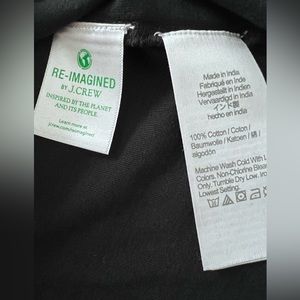 RE-IMAGINED
BY J.CREW
INSPIRED BY THE PLANET
AND ITS PEOPLE.
Learn more at
jcrew.com/reimagined
Made in India
Fabriqué en Inde
Hergestellt in Indien
Vervaardigd in India
インド製
hecho en India
100% Cotton / Coton /
Baumwolle / Katoen / 綿 /
algodón
Machine Wash Cold With L
Colors. Non-Chlorine Blea
Only. Tumble Dry Low. Iron
Lowest Setting.